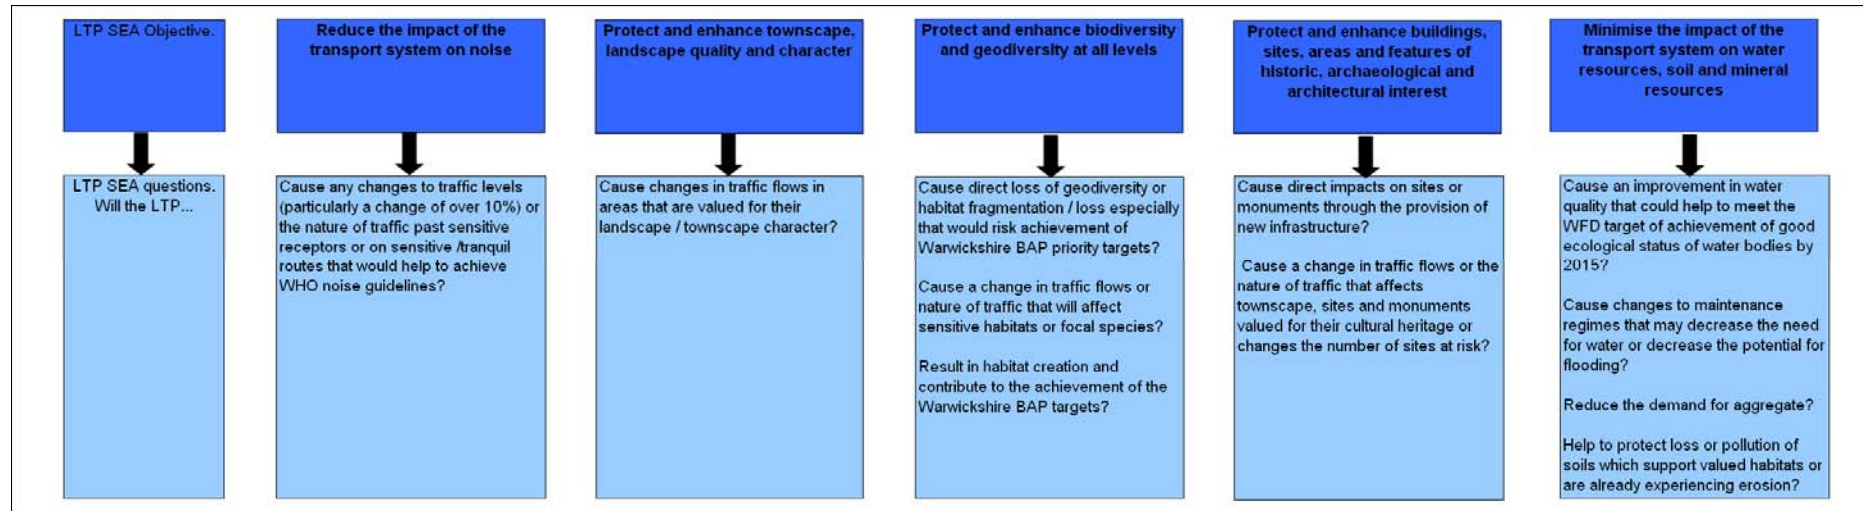 LTP SEA Objective.
Reduce the impact of the
transport system on noise
Protect and enhance townscape,
landscape quality and character
Protect and enhance biodiversity
and geodiversity at all levels
Protect and enhance buildings,
sites, areas and features of
historic, archaeological and
architectural interest
Minimise the impact of the
transport system on water
resources, soil and mineral
resources
LTP SEA questions.
Will the LTP...
Cause any changes to traffic levels
(particularly a change of over 10%) or
the nature of traffic past sensitive
receptors or on sensitive /tranquil
routes that would help to achieve
WHO noise guidelines?
Cause changes in traffic flows in
areas that are valued for their
landscape / townscape character?
Cause direct loss of geodiversity or
habitat fragmentation / loss especially
that would risk achievement of
Warwickshire BAP priority targets?
Cause a change in traffic flows or
nature of traffic that will affect
sensitive habitats or focal species?
Result in habitat creation and
contribute to the achievement of the
Warwickshire BAP targets?
Cause direct impacts on sites or
monuments through the provision of
new infrastructure?
Cause a change in traffic flows or the
nature of traffic that affects
townscape, sites and monuments
valued for their cultural heritage or
changes the number of sites at risk?
Cause an improvement in water
quality that could help to meet the
WFD target of achievement of good
ecological status of water bodies by
2015?
Cause changes to maintenance
regimes that may decrease the need
for water or decrease the potential for
flooding?
Reduce the demand for aggregate?
Help to protect loss or pollution of
soils which support valued habitats or
are already experiencing erosion?